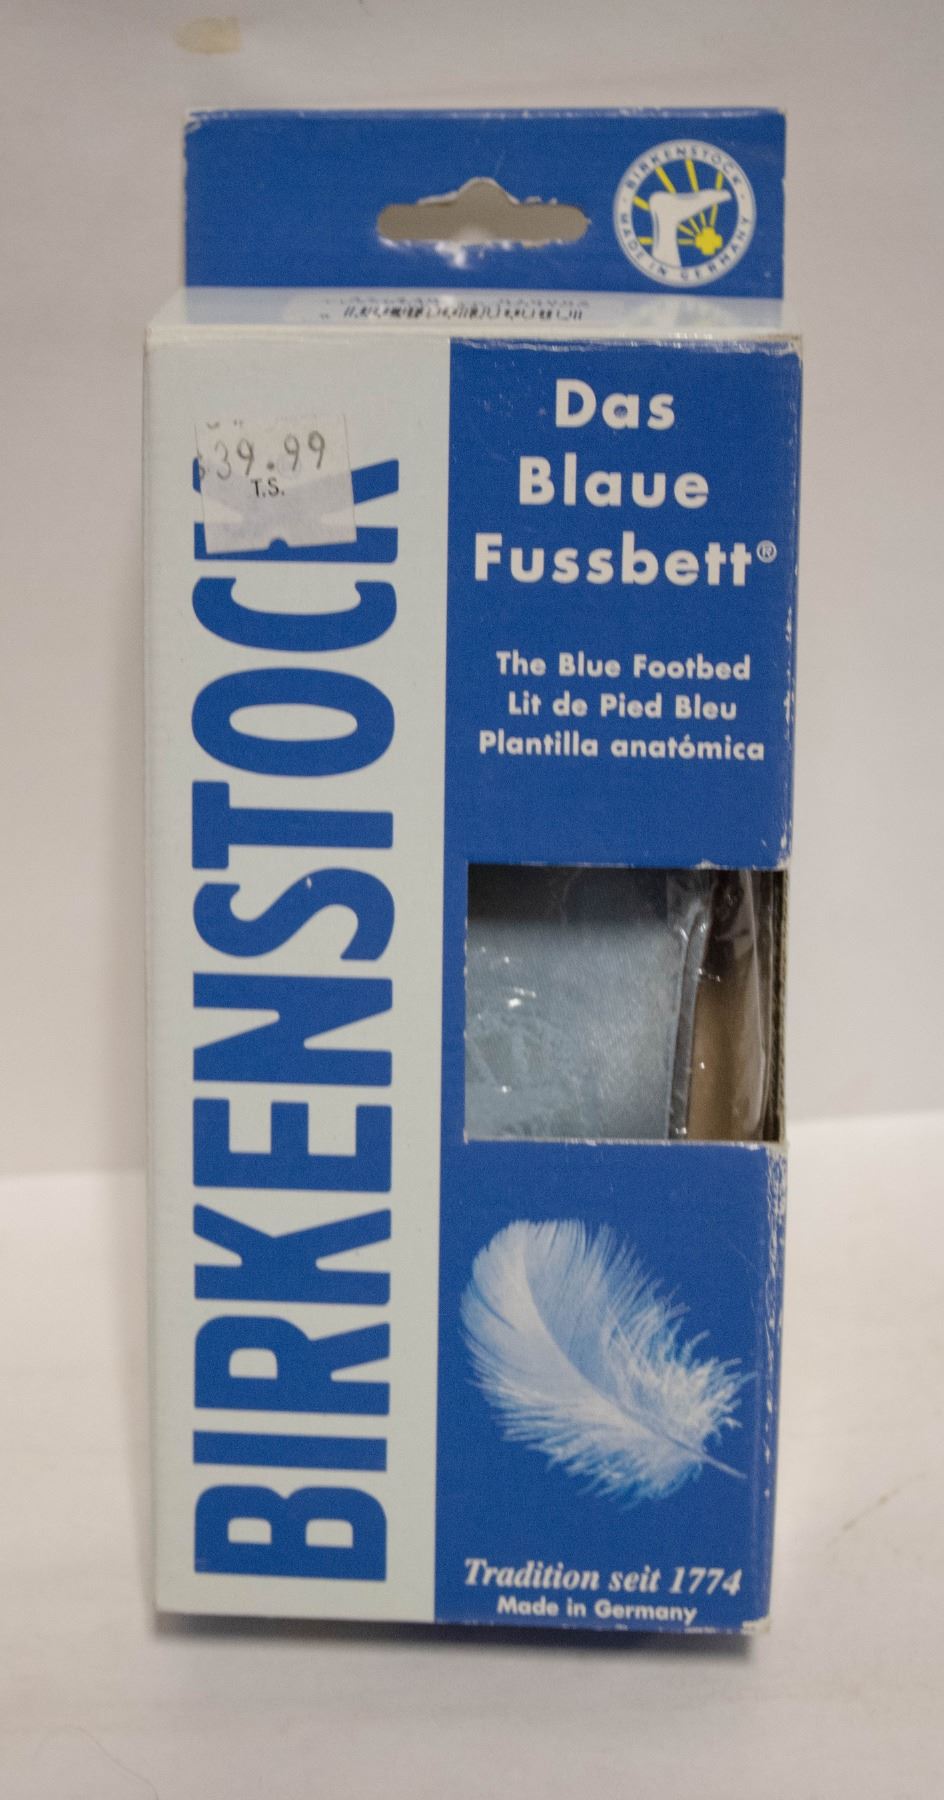 BIRKENSTOCK
MADE IN GERMANY
$39.99
T.S.
BIRKENSTOCK
Das
Blaue
Fussbett®
The Blue Footbed
Lit de Pied Bleu
Plantilla anatómica
Tradition seit 1774
Made in Germany